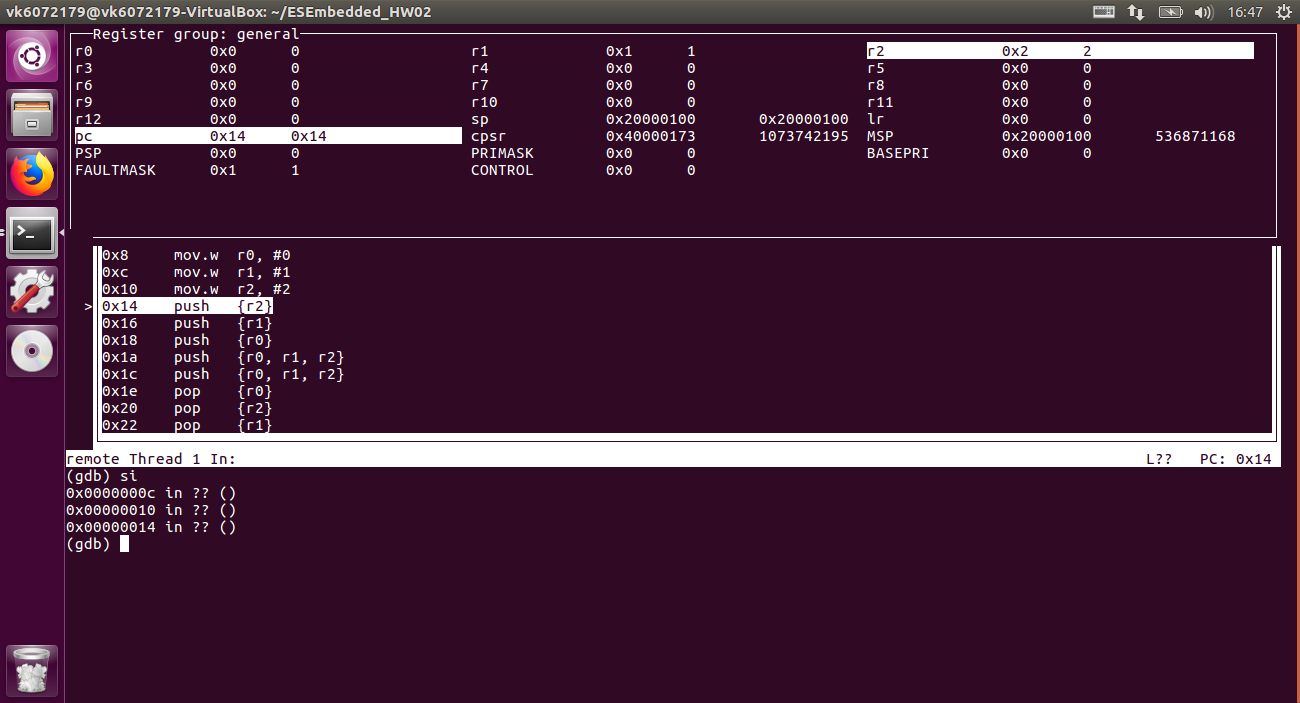 vk6072179@vk6072179-VirtualBox: ~/ESEmbedded_HW02 16:47
Register group: general
r0 0x0 0 r1 0x1 1 r2 0x2 2
r3 0x0 0 r4 0x0 0 r5 0x0 0
r6 0x0 0 r7 0x0 0 r8 0x0 0
r9 0x0 0 r10 0x0 0 r11 0x0 0
r12 0x0 0 sp 0x20000100 0x20000100 lr 0x0 0
pc 0x14 0x14 cpsr 0x40000173 1073742195 MSP 0x20000100 536871168
PSP 0x0 0 PRIMASK 0x0 0 BASEPRI 0x0 0
FAULTMASK 0x1 1 CONTROL 0x0 0
0x8 mov.w r0, #0
0xc mov.w r1, #1
0x10 mov.w r2, #2
>0x14 push {r2}
0x16 push {r1}
0x18 push {r0}
0x1a push {r0, r1, r2}
0x1c push {r0, r1, r2}
0x1e pop {r0}
0x20 pop {r2}
0x22 pop {r1}
remote Thread 1 In: L?? PC: 0x14
(gdb) si
0x0000000c in ?? ()
0x00000010 in ?? ()
0x00000014 in ?? ()
(gdb)